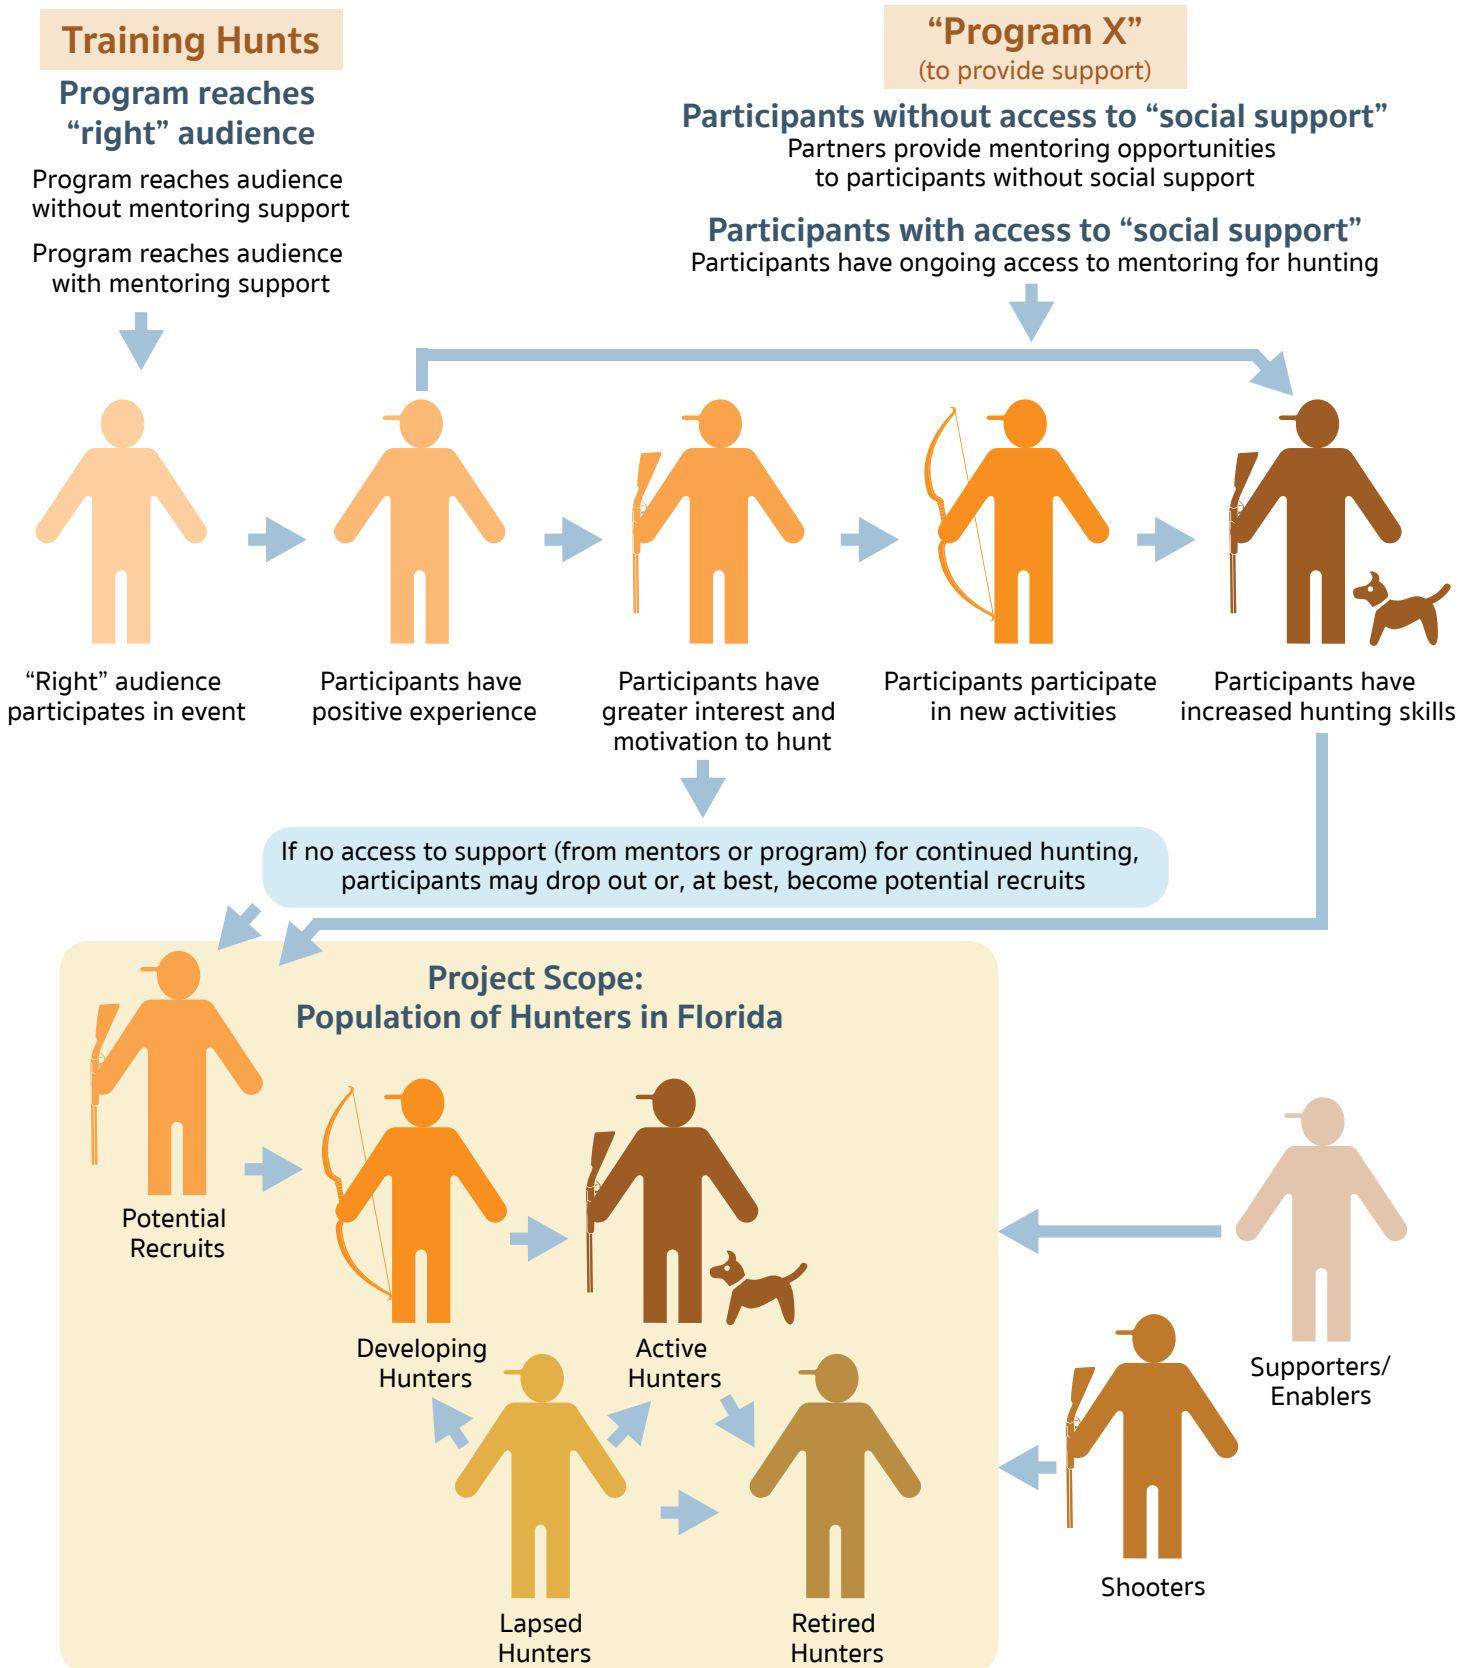 Training Hunts
Program reaches
“right” audience
Program reaches audience
without mentoring support
Program reaches audience
with mentoring support
“Program X”
(to provide support)
Participants without access to “social support”
Partners provide mentoring opportunities
to participants without social support
Participants with access to “social support”
Participants have ongoing access to mentoring for hunting
“Right” audience
participates in event
Participants have
positive experience
Participants have
greater interest and
motivation to hunt
Participants participate
in new activities
Participants have
increased hunting skills
If no access to support (from mentors or program) for continued hunting,
participants may drop out or, at best, become potential recruits
Project Scope:
Population of Hunters in Florida
Potential
Recruits
Developing
Hunters
Active
Hunters
Lapsed
Hunters
Retired
Hunters
Supporters/
Enablers
Shooters